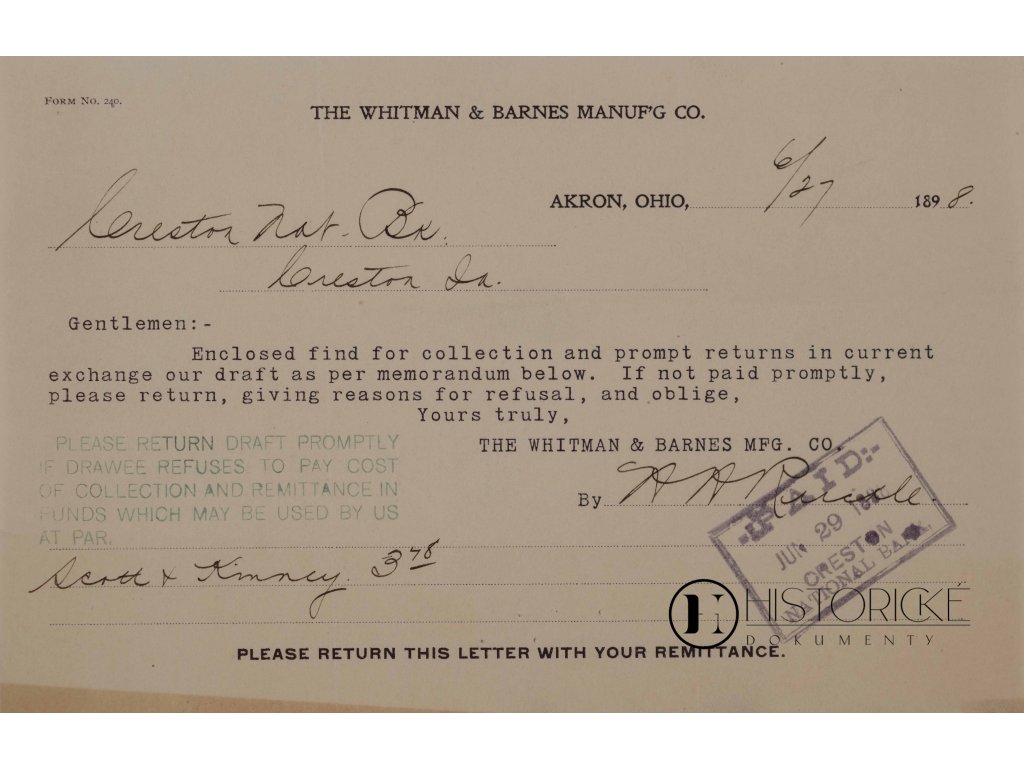 FORM NO. 240.
THE WHITMAN & BARNES MANUF'G CO.
AKRON, OHIO, 6/27 1898.
Creston Nat. Bk.
Creston Ia.
Gentlemen:-
Enclosed find for collection and prompt returns in current
exchange our draft as per memorandum below. If not paid promptly,
please return, giving reasons for refusal, and oblige,
Yours truly,
THE WHITMAN & BARNES MFG. CO.
By
PLEASE RETURN DRAFT PROMPTLY
IF DRAWEE REFUSES TO PAY COST
OF COLLECTION AND REMITTANCE IN
FUNDS WHICH MAY BE USED BY US
AT PAR.
-:PAID:-
JUN 29
CRESTON
NATIONAL BANK.
Scott & Kinney. 3 78
HISTORICKÉ
DOKUMENTY
PLEASE RETURN THIS LETTER WITH YOUR REMITTANCE.